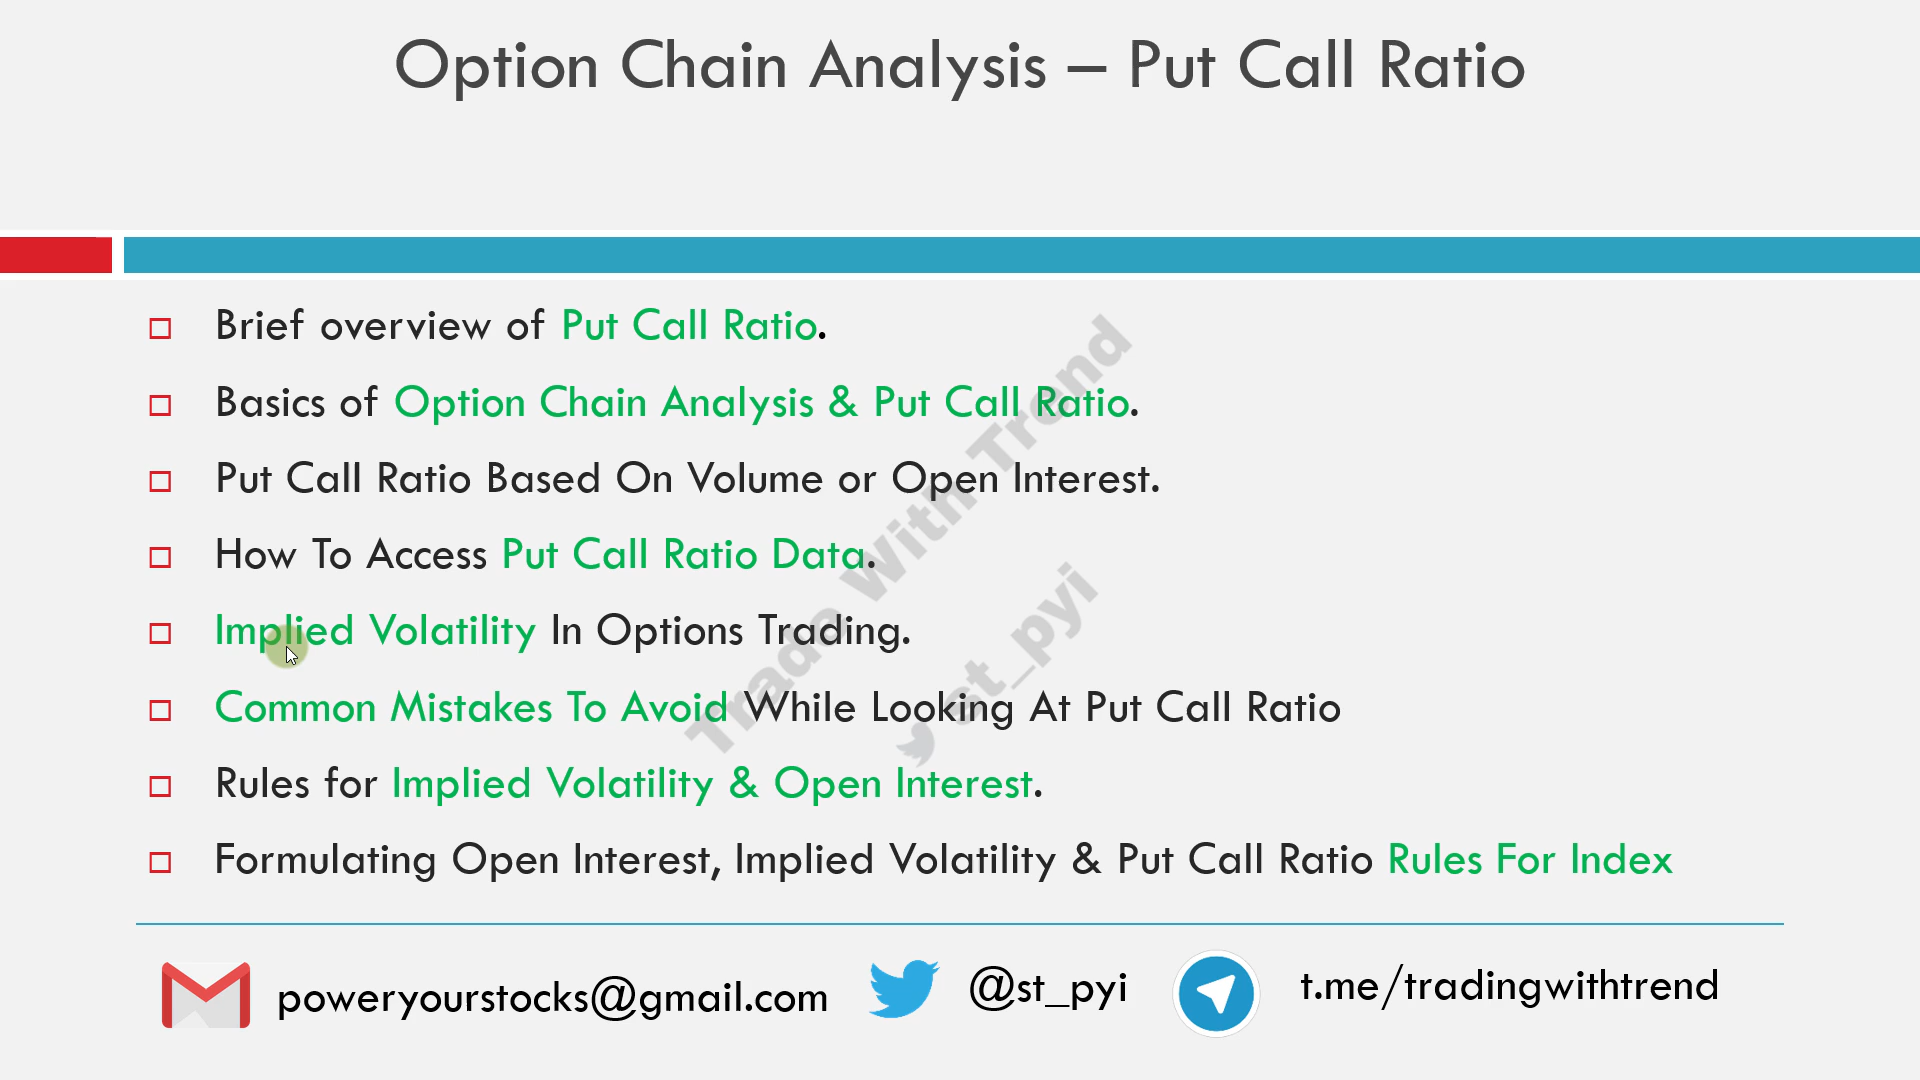 Option Chain Analysis – Put Call Ratio
Brief overview of Put Call Ratio.
Basics of Option Chain Analysis & Put Call Ratio.
Put Call Ratio Based On Volume or Open Interest.
How To Access Put Call Ratio Data.
Implied Volatility In Options Trading.
Common Mistakes To Avoid While Looking At Put Call Ratio
Rules for Implied Volatility & Open Interest.
Formulating Open Interest, Implied Volatility & Put Call Ratio Rules For Index
Trade With Trend
st_pyi
poweryourstocks@gmail.com
@st_pyi
t.me/tradingwithtrend